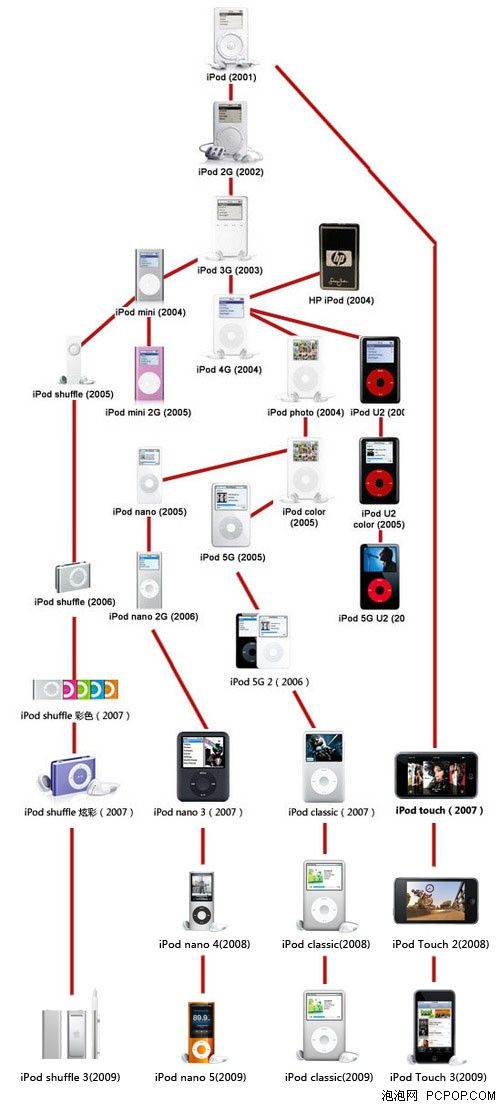 iPod (2001)
iPod 2G (2002)
iPod 3G (2003)
hp
HP iPod (2004)
iPod mini (2004)
iPod 4G (2004)
iPod shuffle (2005)
iPod mini 2G (2005)
iPod photo (2004)
iPod U2 (200
iPod nano (2005)
iPod color
(2005)
iPod U2
color (2005)
iPod 5G (2005)
iPod shuffle (2006)
iPod nano 2G (2006)
iPod 5G U2 (20
iPod 5G 2 ( 2006 )
iPod shuffle 彩色 ( 2007 )
iPod shuffle 炫彩 ( 2007 )
iPod nano 3 ( 2007 )
iPod classic ( 2007 )
iPod touch ( 2007 )
iPod nano 4(2008)
iPod classic(2008)
iPod Touch 2(2008)
89.9
iPod shuffle 3(2009)
iPod nano 5(2009)
iPod classic(2009)
iPod Touch 3(2009)
泡泡网 PCPOP.COM